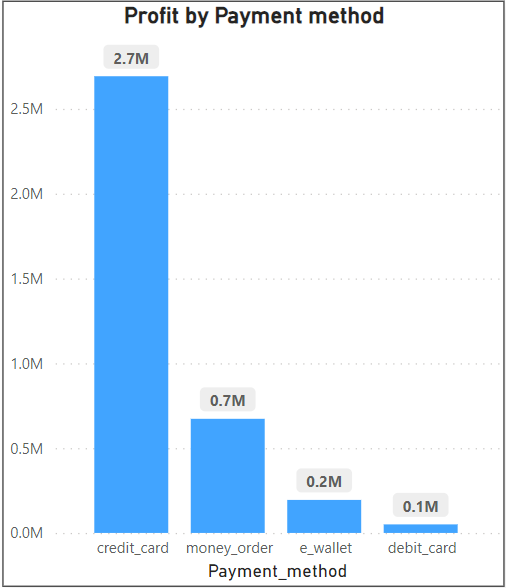 Profit by Payment method
2.7M
2.5M
2.0M
1.5M
1.0M
0.7M
0.5M
0.2M
0.1M
0.0M
credit_card money_order e_wallet debit_card
Payment_method